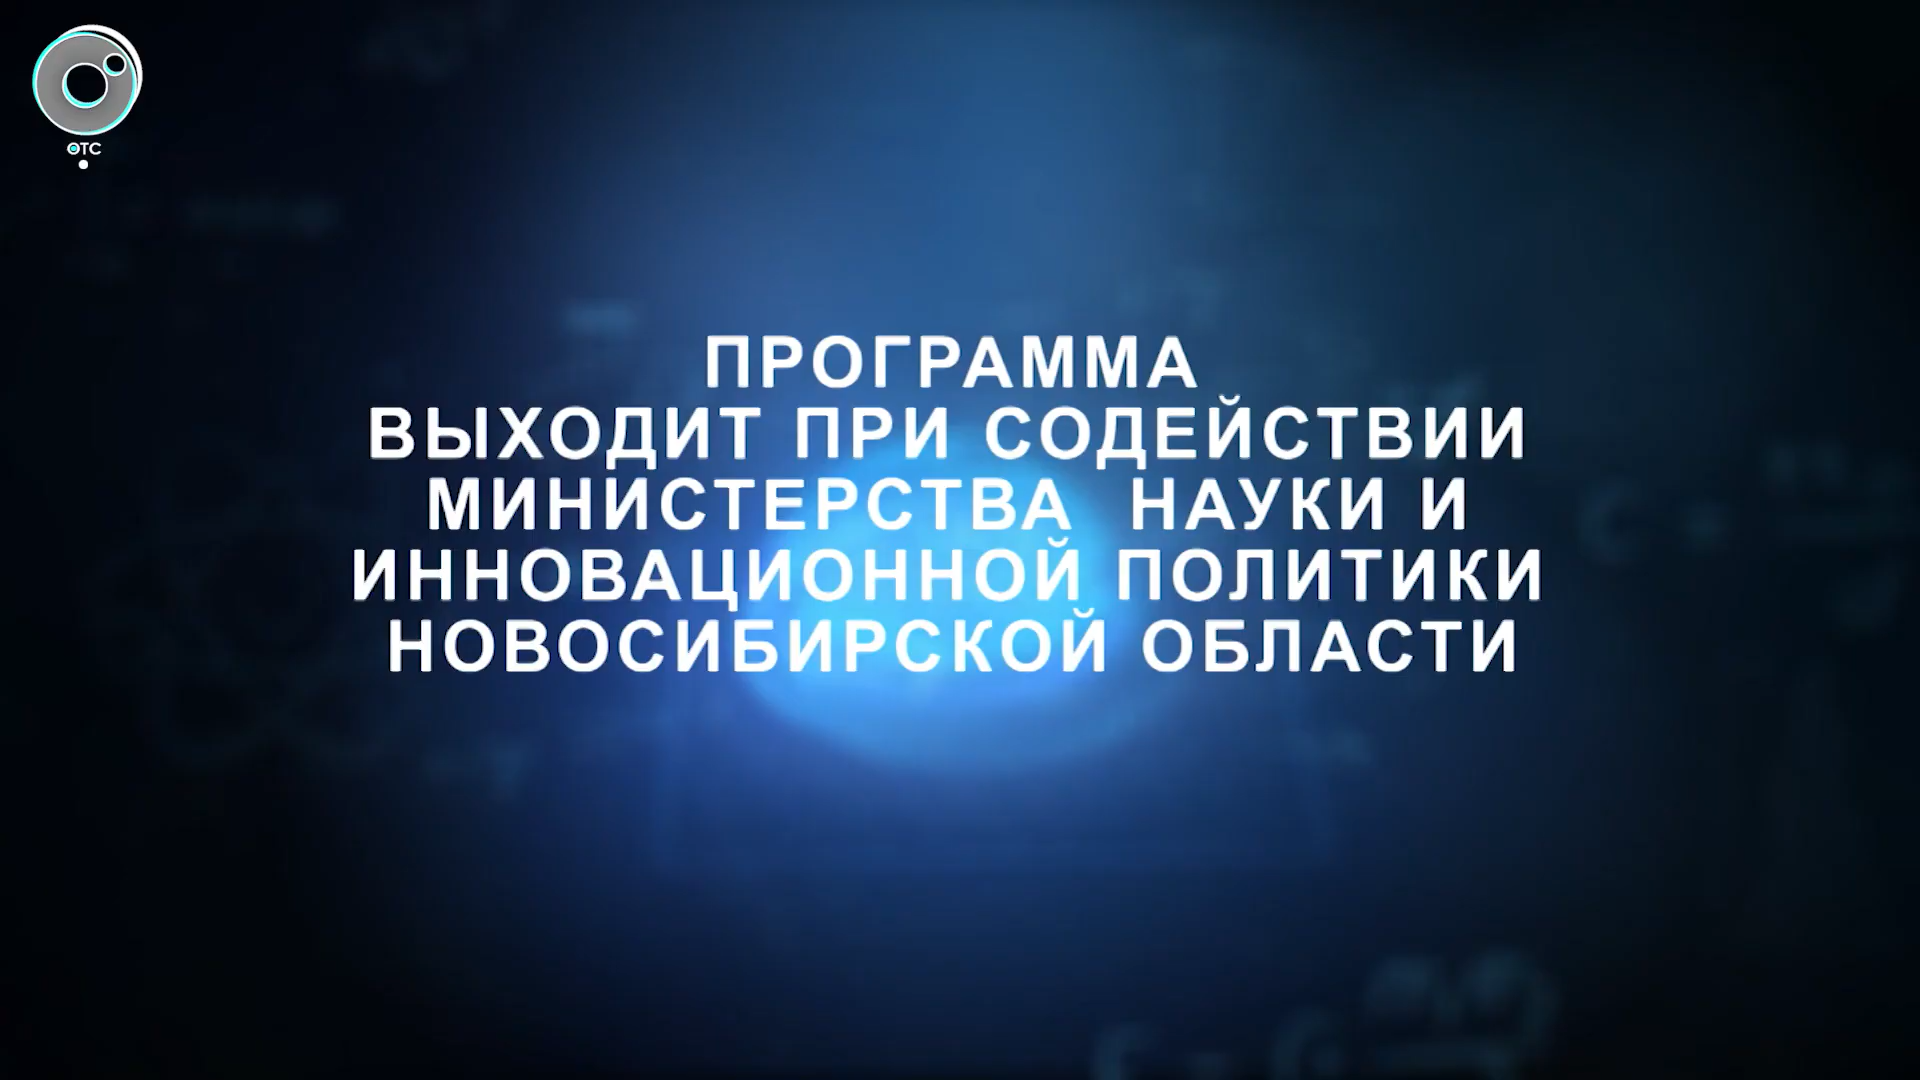 ОТС
ПРОГРАММА
ВЫХОДИТ ПРИ СОДЕЙСТВИИ
МИНИСТЕРСТВА НАУКИ И
ИННОВАЦИОННОЙ ПОЛИТИКИ
НОВОСИБИРСКОЙ ОБЛАСТИ